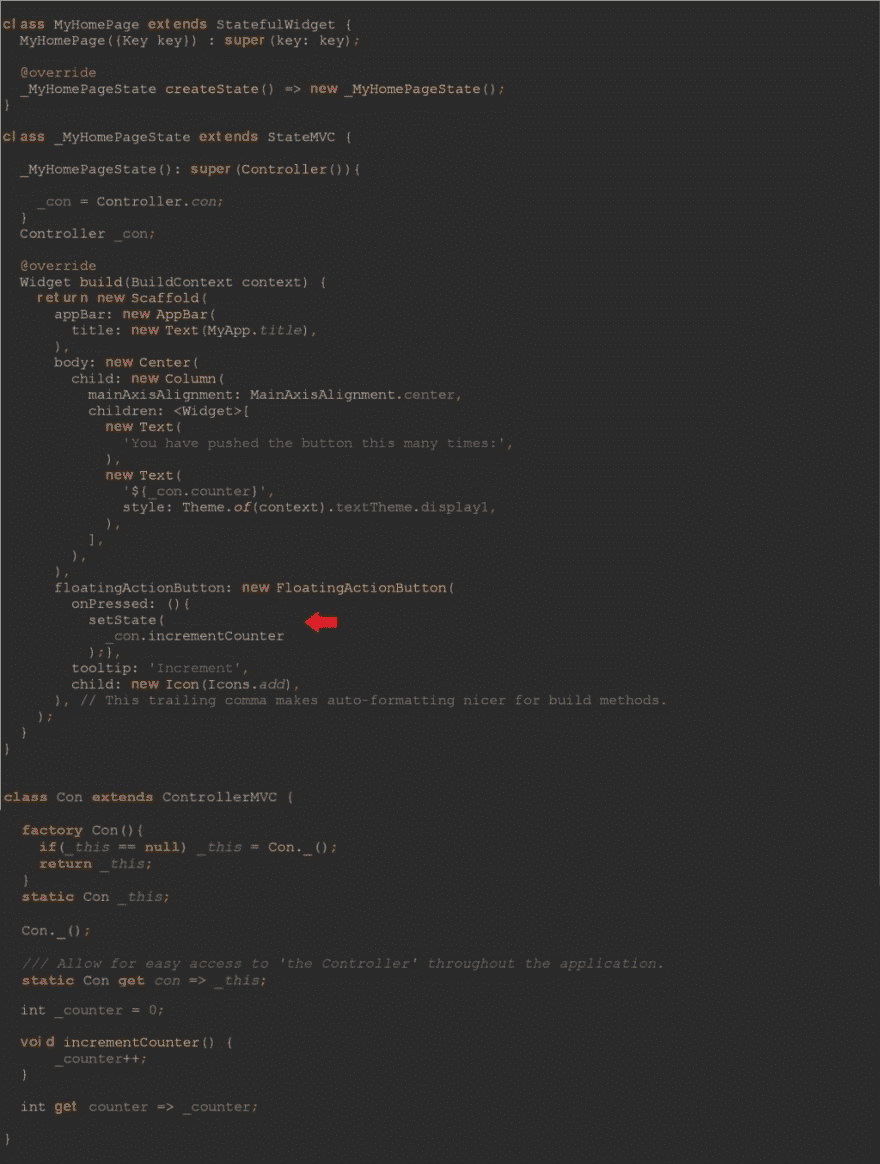 class MyHomePage extends StatefulWidget {
  MyHomePage({Key key}) : super(key: key);

  @override
  _MyHomePageState createState() => new _MyHomePageState();
}

class _MyHomePageState extends StateMVC {

  _MyHomePageState(): super(Controller()){

    _con = Controller.con;
  }
  Controller _con;

  @override
  Widget build(BuildContext context) {
    return new Scaffold(
      appBar: new AppBar(
        title: new Text(MyApp.title),
      ),
      body: new Center(
        child: new Column(
          mainAxisAlignment: MainAxisAlignment.center,
          children: <Widget>[
            new Text(
              'You have pushed the button this many times:',
            ),
            new Text(
              '${_con.counter}',
              style: Theme.of(context).textTheme.display1,
            ),
          ],
        ),
      ),
      floatingActionButton: new FloatingActionButton(
        onPressed: (){
          setState(
            _con.incrementCounter
          );},
        tooltip: 'Increment',
        child: new Icon(Icons.add),
      ), // This trailing comma makes auto-formatting nicer for build methods.
    );
  }
}

class Con extends ControllerMVC {

  factory Con(){
    if(_this == null) _this = Con._();
    return _this;
  }
  static Con _this;

  Con._();

  /// Allow for easy access to 'the Controller' throughout the application.
  static Con get con => _this;

  int _counter = 0;

  void incrementCounter() {
      _counter++;
  }

  int get counter => _counter;

}